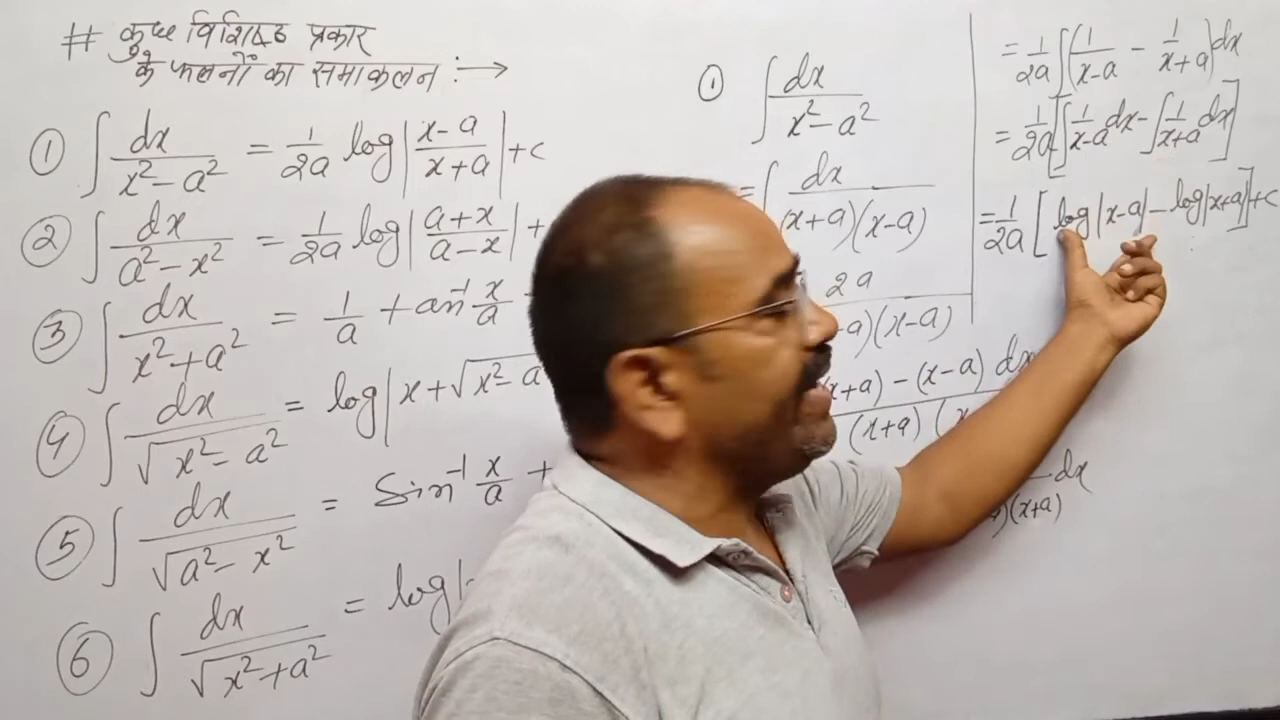 # कुछ विशिष्ठ प्रकार
के फलनों का समाकलन :→
① ∫ dx/(x²-a²) = 1/2a log|(x-a)/(x+a)| + c
② ∫ dx/(a²-x²) = 1/2a log|(a+x)/(a-x)| +
③ ∫ dx/(x²+a²) = 1/a tan⁻¹ x/a
④ ∫ dx/√(x²-a²) = log|x+√x²-a
⑤ ∫ dx/√(a²-x²) = Sin⁻¹ x/a +
⑥ ∫ dx/√(x²+a²) = log|
① ∫ dx/(x²-a²)
= ∫ dx/((x+a)(x-a))
2a/(-a)(x-a)
(x+a) - (x-a) dx/(x+a)(
dx
)(x+a)
= 1/2a ∫(1/(x-a) - 1/(x+a))dx
= 1/2a [∫ 1/(x-a) dx - ∫ 1/(x+a) dx]
= 1/2a [log|x-a| - log|x+a|] + c